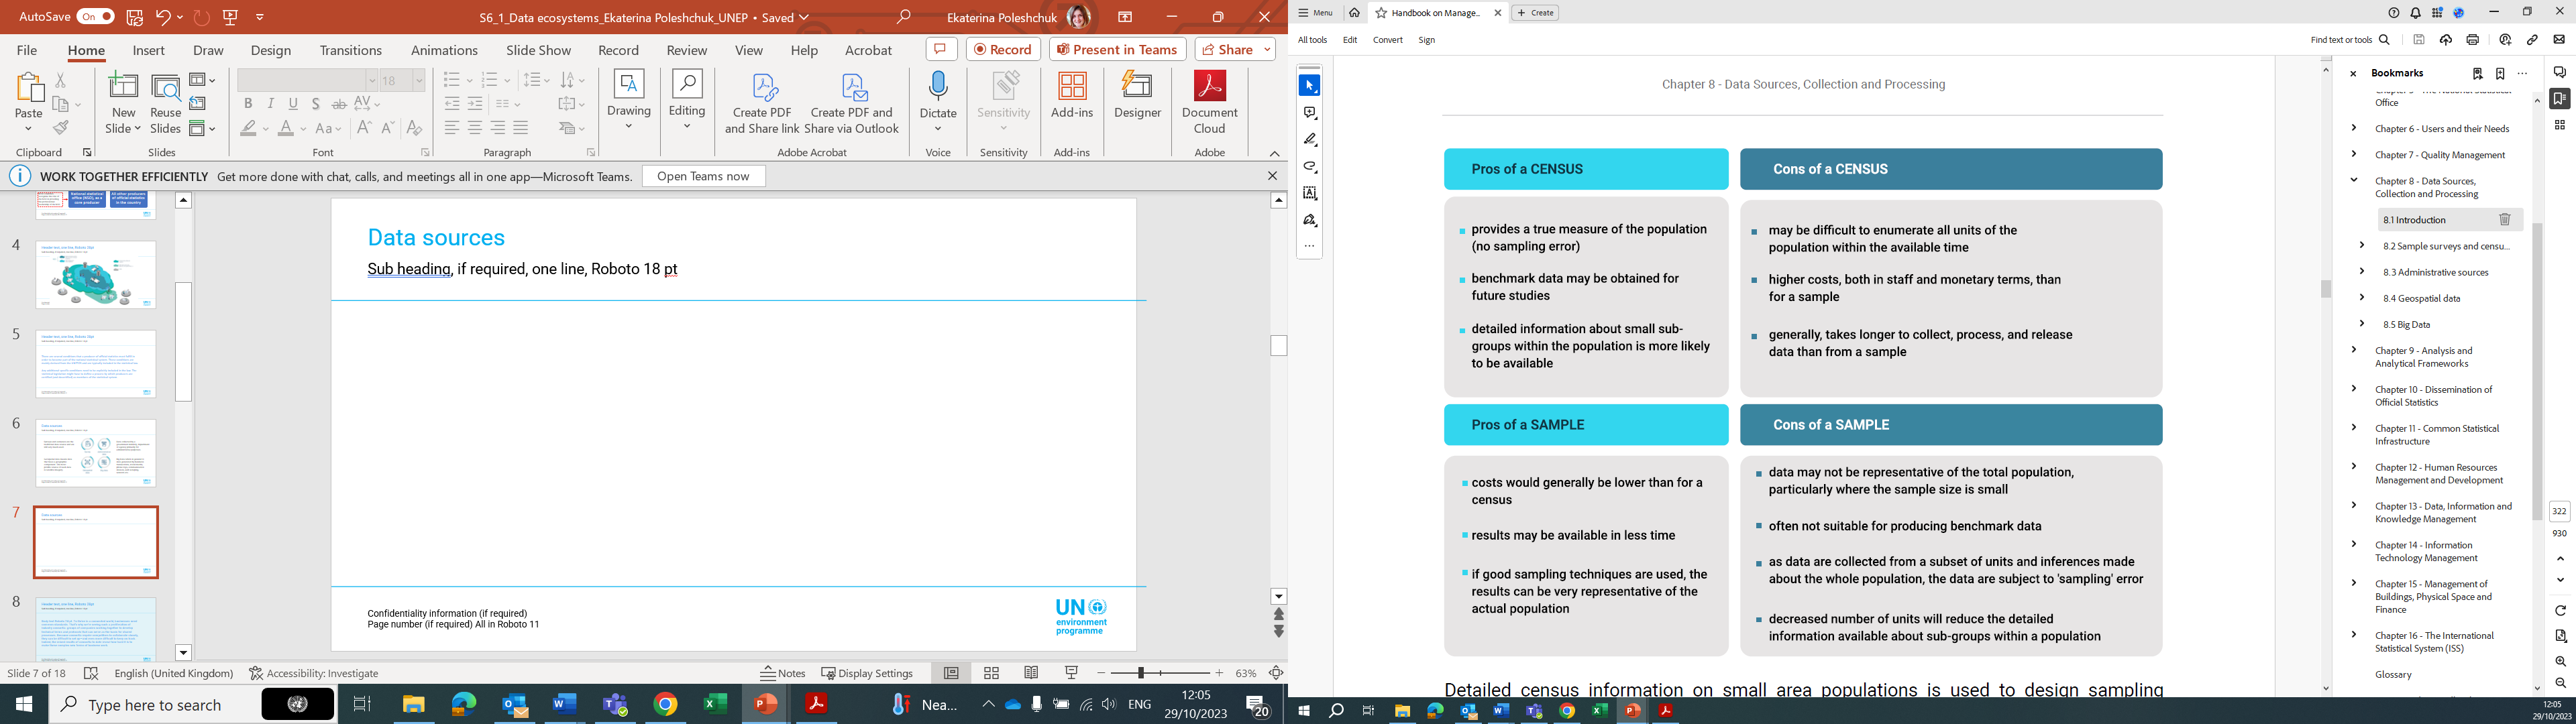 AutoSave On S6_1_Data ecosystems_Ekaterina Poleshchuk_UNEP • Saved Ekaterina Poleshchuk
File Home Insert Draw Design Transitions Animations Slide Show Record Review View Help Acrobat Record Present in Teams Share
18
Paste
New Slide
Reuse Slides
B I U S ab AV
Aa A A
Drawing
Editing
Create PDF and Share link
Create PDF and Share via Outlook
Dictate
Sensitivity
Add-ins
Designer
Document Cloud
Clipboard Slides Font Paragraph Adobe Acrobat Voice Sensitivity Add-ins Adobe
WORK TOGETHER EFFICIENTLY Get more done with chat, calls, and meetings all in one app—Microsoft Teams. Open Teams now
4
5
6
7
8
Data sources
Sub heading, if required, one line, Roboto 18 pt
Confidentiality information (if required)
Page number (if required) All in Roboto 11
UN
environment
programme
Slide 7 of 18 English (United Kingdom) Accessibility: Investigate Notes Display Settings 63%
Type here to search
Nea...
ENG
12:05
29/10/2023
20
Menu Handbook on Manage... Create
All tools Edit Convert Sign Find text or tools
Chapter 8 - Data Sources, Collection and Processing
Pros of a CENSUS
provides a true measure of the population
(no sampling error)
benchmark data may be obtained for
future studies
detailed information about small sub-
groups within the population is more likely
to be available
Cons of a CENSUS
may be difficult to enumerate all units of the
population within the available time
higher costs, both in staff and monetary terms, than
for a sample
generally, takes longer to collect, process, and release
data than from a sample
Pros of a SAMPLE
costs would generally be lower than for a
census
results may be available in less time
if good sampling techniques are used, the
results can be very representative of the
actual population
Cons of a SAMPLE
data may not be representative of the total population,
particularly where the sample size is small
often not suitable for producing benchmark data
as data are collected from a subset of units and inferences made
about the whole population, the data are subject to 'sampling' error
decreased number of units will reduce the detailed
information available about sub-groups within a population
Detailed census information on small area populations is used to design sampling
Bookmarks
Office
Chapter 6 - Users and their Needs
Chapter 7 - Quality Management
Chapter 8 - Data Sources,
Collection and Processing
8.1 Introduction
8.2 Sample surveys and censu...
8.3 Administrative sources
8.4 Geospatial data
8.5 Big Data
Chapter 9 - Analysis and
Analytical Frameworks
Chapter 10 - Dissemination of
Official Statistics
Chapter 11 - Common Statistical
Infrastructure
Chapter 12 - Human Resources
Management and Development
Chapter 13 - Data, Information and
Knowledge Management
Chapter 14 - Information
Technology Management
Chapter 15 - Management of
Buildings, Physical Space and
Finance
Chapter 16 - The International
Statistical System (ISS)
Glossary
322
930
12:05
29/10/2023